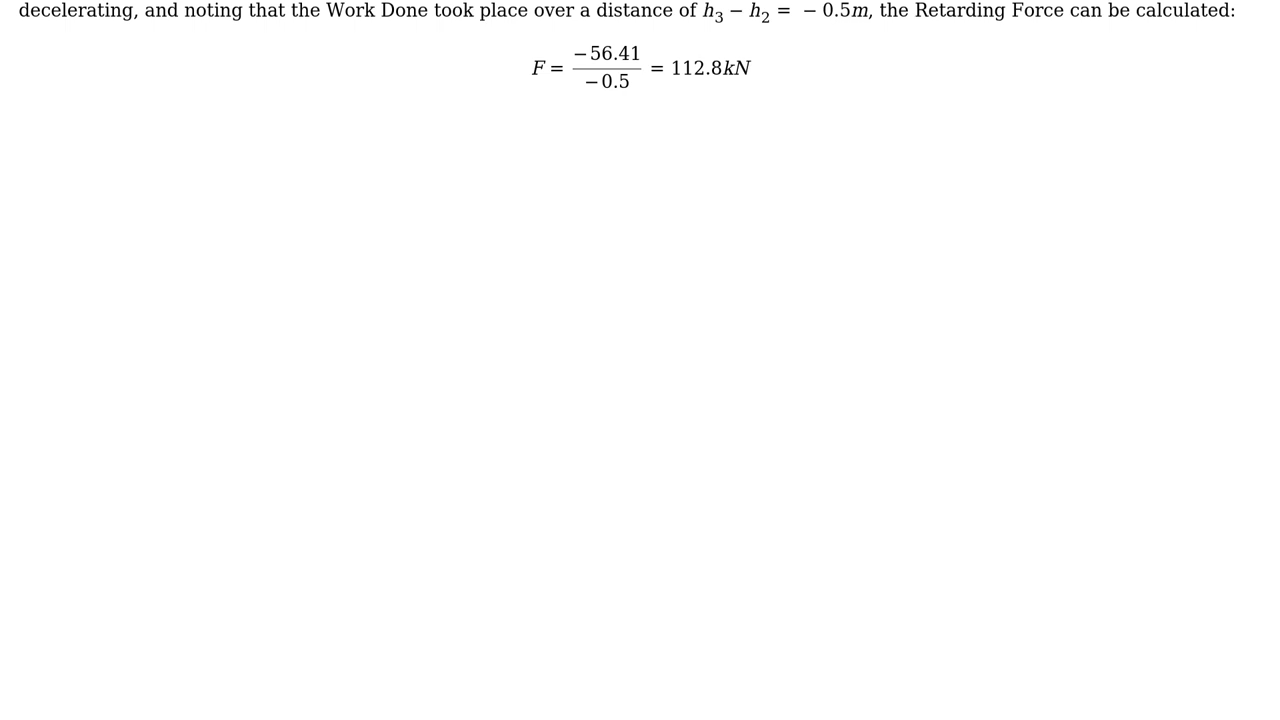 decelerating, and noting that the Work Done took place over a distance of h₃ − h₂ = − 0.5m, the Retarding Force can be calculated:
F = −56.41 / −0.5 = 112.8kN